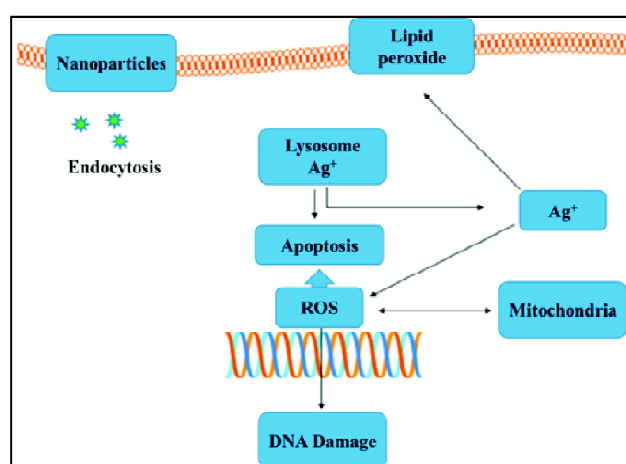 Lipid
peroxide
Nanoparticles
Endocytosis
Lysosome
Ag⁺
Ag⁺
Apoptosis
ROS
Mitochondria
DNA Damage